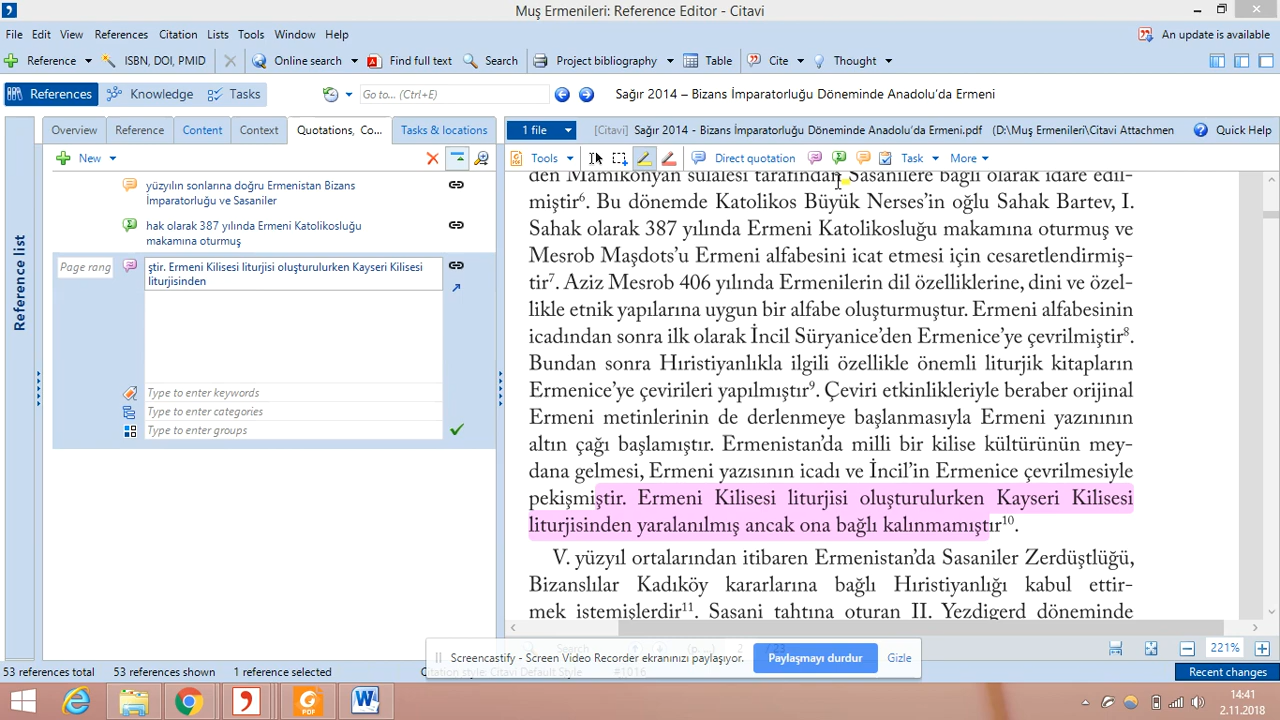 Muş Ermenileri: Reference Editor - Citavi
File Edit View References Citation Lists Tools Window Help An update is available
Reference ISBN, DOI, PMID Online search Find full text Search Project bibliography Table Cite Thought
References Knowledge Tasks Go to... (Ctrl+E) Sağır 2014 – Bizans İmparatorluğu Döneminde Anadolu'da Ermeni
Overview Reference Content Context Quotations, Co... Tasks & locations 1 file [Citavi] Sağır 2014 - Bizans İmparatorluğu Döneminde Anadolu'da Ermeni.pdf (D:\Muş Ermenileri\Citavi Attachmen Quick Help
New Tools Direct quotation Task More
Reference list
yüzyılın sonlarına doğru Ermenistan Bizans
İmparatorluğu ve Sasaniler
hak olarak 387 yılında Ermeni Katolikosluğu
makamına oturmuş
Page rang
ştir. Ermeni Kilisesi liturjisi oluşturulurken Kayseri Kilisesi
liturjisinden
Type to enter keywords
Type to enter categories
Type to enter groups
den Mamikonyan sülalesi tarafından Sasanilere bağlı olarak idare edil-
miştir6. Bu dönemde Katolikos Büyük Nerses'in oğlu Sahak Bartev, I.
Sahak olarak 387 yılında Ermeni Katolikosluğu makamına oturmuş ve
Mesrob Maşdots'u Ermeni alfabesini icat etmesi için cesaretlendirmiş-
tir7. Aziz Mesrob 406 yılında Ermenilerin dil özelliklerine, dini ve özel-
likle etnik yapılarına uygun bir alfabe oluşturmuştur. Ermeni alfabesinin
icadından sonra ilk olarak İncil Süryanice'den Ermenice'ye çevrilmiştir8.
Bundan sonra Hıristiyanlıkla ilgili özellikle önemli liturjik kitapların
Ermenice'ye çevirileri yapılmıştır9. Çeviri etkinlikleriyle beraber orijinal
Ermeni metinlerinin de derlenmeye başlanmasıyla Ermeni yazınının
altın çağı başlamıştır. Ermenistan'da milli bir kilise kültürünün mey-
dana gelmesi, Ermeni yazısının icadı ve İncil'in Ermenice çevrilmesiyle
pekişmiştir. Ermeni Kilisesi liturjisi oluşturulurken Kayseri Kilisesi
liturjisinden yaralanılmış ancak ona bağlı kalınmamıştır10.
V. yüzyıl ortalarından itibaren Ermenistan'da Sasaniler Zerdüştlüğü,
Bizanslılar Kadıköy kararlarına bağlı Hıristiyanlığı kabul ettir-
mek istemişlerdir11. Sasani tahtına oturan II. Yezdigerd döneminde
Search 2 / 23
Screencastify - Screen Video Recorder ekranınızı paylaşıyor. Paylaşmayı durdur Gizle
221%
53 references total 53 references shown 1 reference selected Citation style: Citavi Default Style #1,016 Recent changes
14:41
2.11.2018